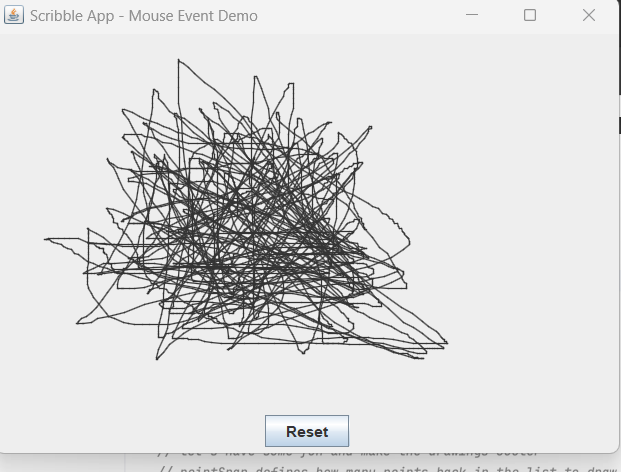 Scribble App - Mouse Event Demo
Reset
// let's have some fun and make the drawings cooler
// pointSpan defines how many points back in the list to draw